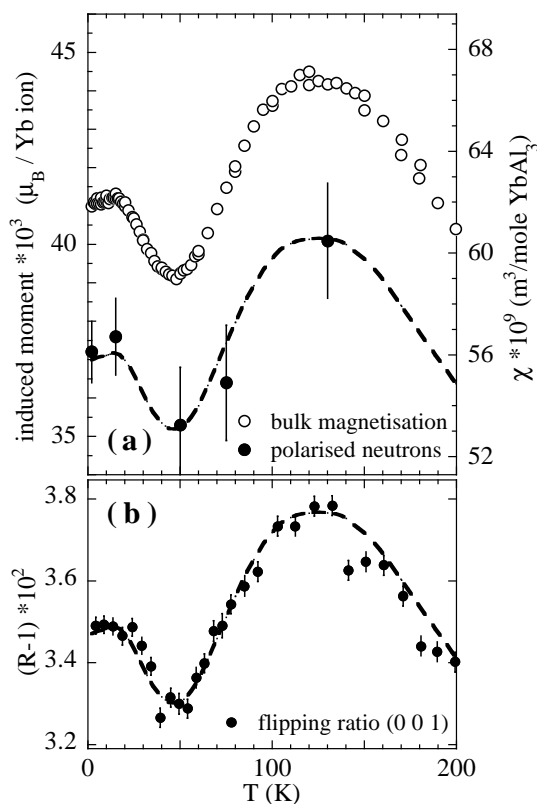 45
40
35
induced moment *10³ (μ_B / Yb ion)
68
64
60
56
52
χ *10⁹ (m³/mole YbAl₃)
bulk magnetisation
polarised neutrons
(a)
(b)
3.8
3.6
3.4
3.2
(R-1) *10²
flipping ratio (0 0 1)
0 100 200
T (K)